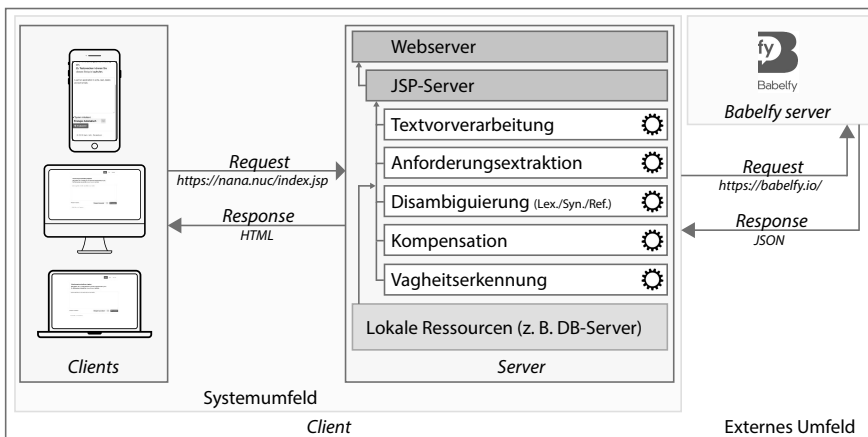 Clients
Request
https://nana.nuc/index.jsp
Response
HTML
Webserver
JSP-Server
Textvorverarbeitung
Anforderungsextraktion
Disambiguierung (Lex./Syn./Ref.)
Kompensation
Vagheitserkennung
Lokale Ressourcen (z. B. DB-Server)
Server
fy
Babelfy
Babelfy server
Request
https://babelfy.io/
Response
JSON
Systemumfeld
Client
Externes Umfeld